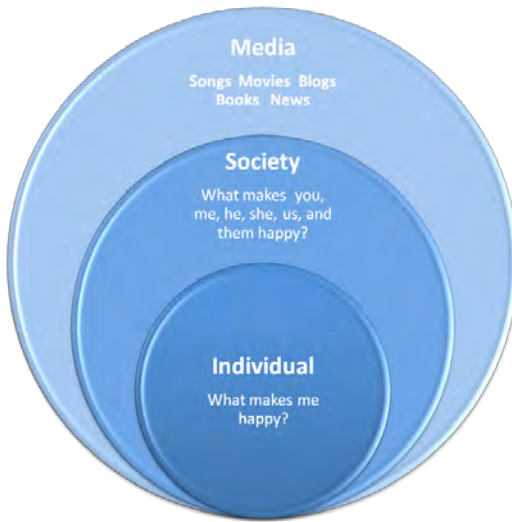 Media
Songs Movies Blogs
Books News
Society
What makes you,
me, he, she, us, and
them happy?
Individual
What makes me
happy?